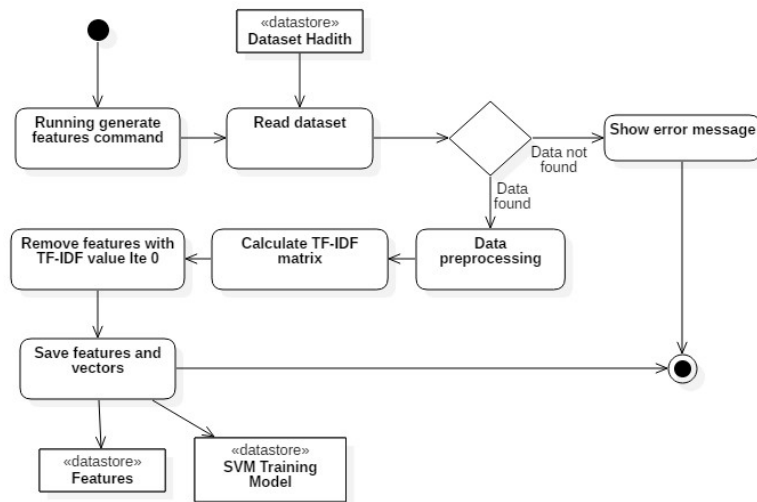 «datastore»
Dataset Hadith
Running generate
features command
Read dataset
Show error message
Data not
found
Data
found
Remove features with
TF-IDF value lte 0
Calculate TF-IDF
matrix
Data
preprocessing
Save features and
vectors
«datastore»
Features
«datastore»
SVM Training
Model